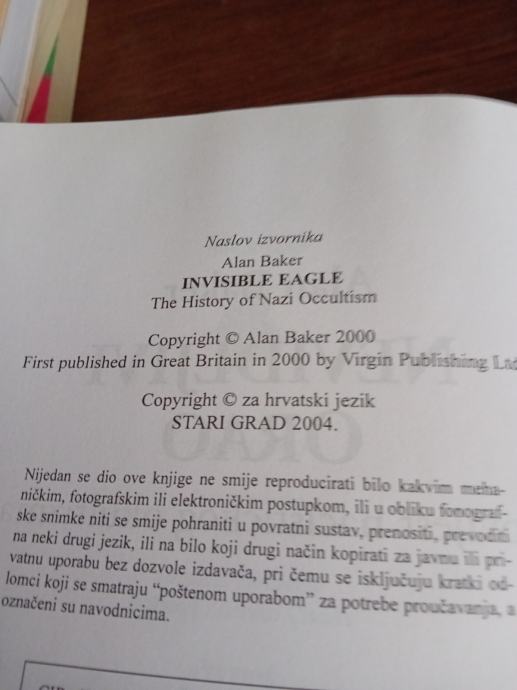 Naslov izvornika
Alan Baker
INVISIBLE EAGLE
The History of Nazi Occultism
Copyright © Alan Baker 2000
First published in Great Britain in 2000 by Virgin Publishing Ltd
Copyright © za hrvatski jezik
STARI GRAD 2004.
Nijedan se dio ove knjige ne smije reproducirati bilo kakvim meha-
ničkim, fotografskim ili elektroničkim postupkom, ili u obliku fonograf-
ske snimke niti se smije pohraniti u povratni sustav, prenositi, prevoditi
na neki drugi jezik, ili na bilo koji drugi način kopirati za javnu ili pri-
vatnu uporabu bez dozvole izdavača, pri čemu se isključuju kratki od-
lomci koji se smatraju “poštenom uporabom” za potrebe proučavanja, a
označeni su navodnicima.